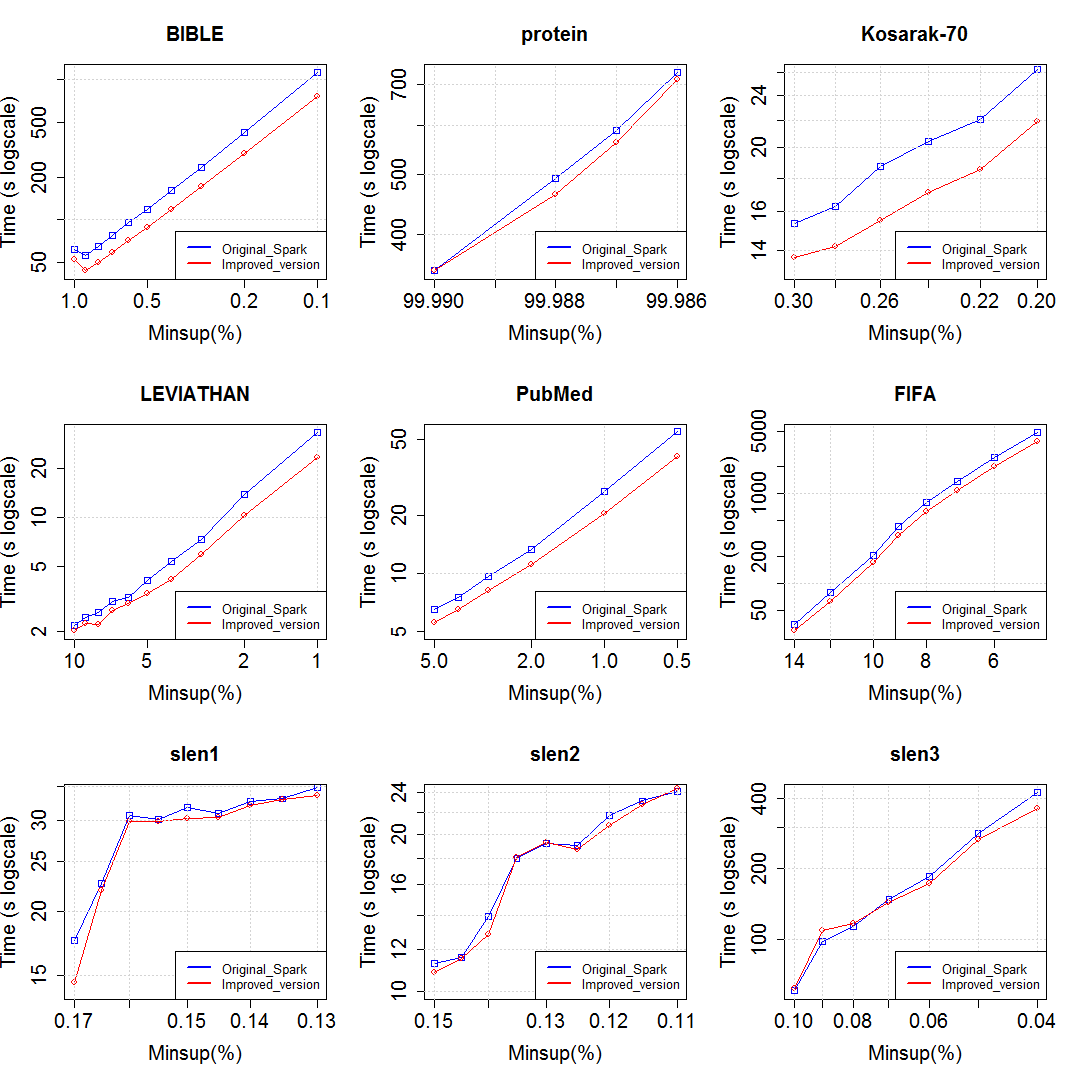 BIBLE
Time (s logscale)
500
200
50
Original_Spark
Improved_version
1.0 0.5 0.2 0.1
Minsup(%)
protein
Time (s logscale)
700
500
400
Original_Spark
Improved_version
99.990 99.988 99.986
Minsup(%)
Kosarak-70
Time (s logscale)
24
20
16
14
Original_Spark
Improved_version
0.30 0.26 0.22 0.20
Minsup(%)
LEVIATHAN
Time (s logscale)
20
10
5
2
Original_Spark
Improved_version
10 5 2 1
Minsup(%)
PubMed
Time (s logscale)
50
20
10
5
Original_Spark
Improved_version
5.0 2.0 1.0 0.5
Minsup(%)
FIFA
Time (s logscale)
5000
1000
200
50
Original_Spark
Improved_version
14 10 8 6
Minsup(%)
slen1
Time (s logscale)
30
25
20
15
Original_Spark
Improved_version
0.17 0.15 0.14 0.13
Minsup(%)
slen2
Time (s logscale)
24
20
16
12
10
Original_Spark
Improved_version
0.15 0.13 0.12 0.11
Minsup(%)
slen3
Time (s logscale)
400
200
100
Original_Spark
Improved_version
0.10 0.08 0.06 0.04
Minsup(%)